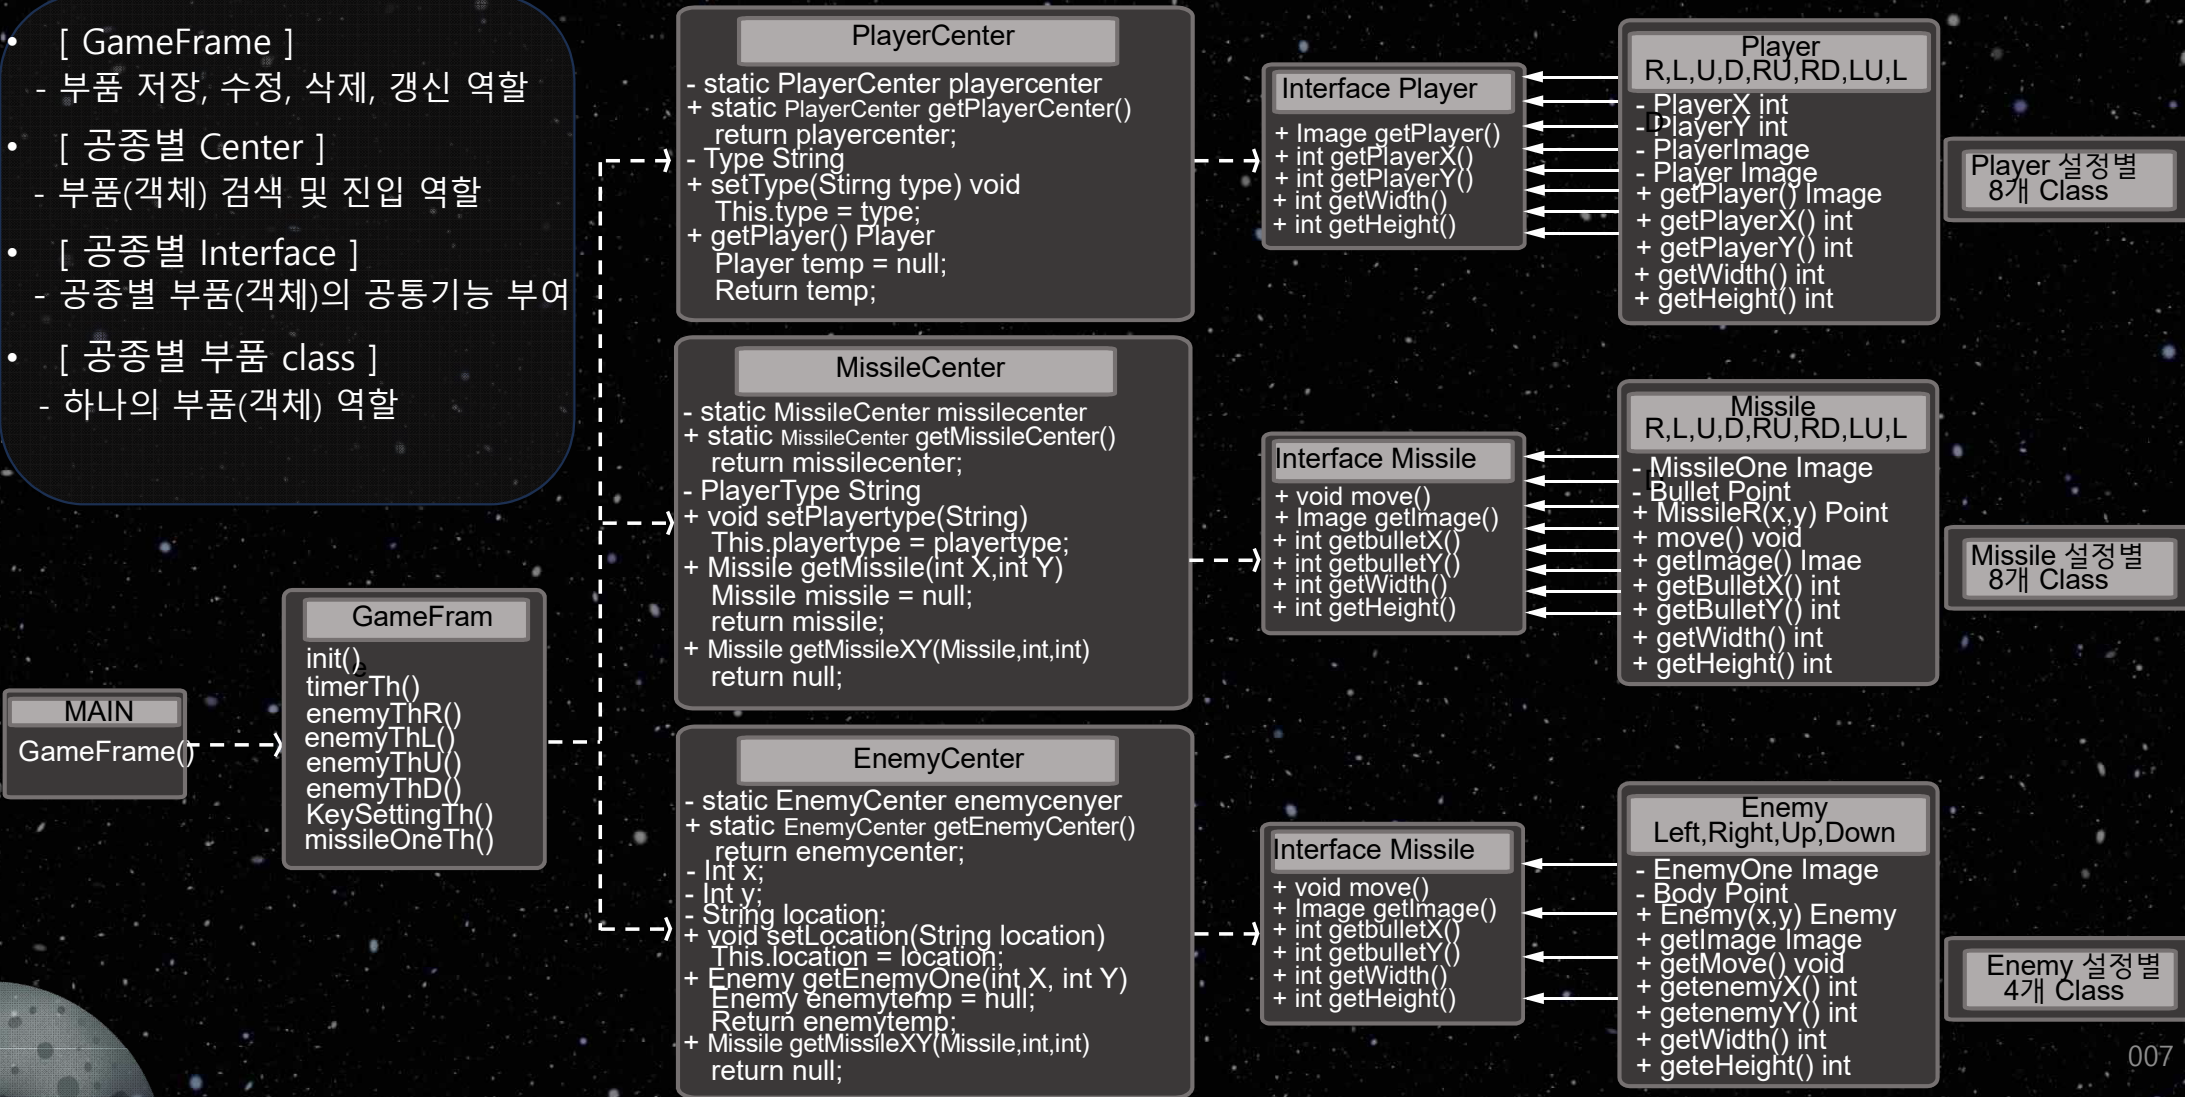 • [ GameFrame ]
- 부품 저장, 수정, 삭제, 갱신 역할
• [ 공종별 Center ]
- 부품(객체) 검색 및 진입 역할
• [ 공종별 Interface ]
- 공종별 부품(객체)의 공통기능 부여
• [ 공종별 부품 class ]
- 하나의 부품(객체) 역할
MAIN
GameFrame()
GameFram
e
init()
timerTh()
enemyThR()
enemyThL()
enemyThU()
enemyThD()
KeySettingTh()
missileOneTh()
PlayerCenter
- static PlayerCenter playercenter
+ static PlayerCenter getPlayerCenter()
return playercenter;
- Type String
+ setType(Stirng type) void
This.type = type;
+ getPlayer() Player
Player temp = null;
Return temp;
MissileCenter
- static MissileCenter missilecenter
+ static MissileCenter getMissileCenter()
return missilecenter;
- PlayerType String
+ void setPlayertype(String)
This.playertype = playertype;
+ Missile getMissile(int X,int Y)
Missile missile = null;
return missile;
+ Missile getMissileXY(Missile,int,int)
return null;
EnemyCenter
- static EnemyCenter enemycenyer
+ static EnemyCenter getEnemyCenter()
return enemycenter;
- Int x;
- Int y;
- String location;
+ void setLocation(String location)
This.location = location;
+ Enemy getEnemyOne(int X, int Y)
Enemy enemytemp = null;
Return enemytemp;
+ Missile getMissileXY(Missile,int,int)
return null;
Interface Player
+ Image getPlayer()
+ int getPlayerX()
+ int getPlayerY()
+ int getWidth()
+ int getHeight()
Interface Missile
+ void move()
+ Image getImage()
+ int getbulletX()
+ int getbulletY()
+ int getWidth()
+ int getHeight()
Interface Missile
+ void move()
+ Image getImage()
+ int getbulletX()
+ int getbulletY()
+ int getWidth()
+ int getHeight()
Player
R,L,U,D,RU,RD,LU,L
D
- PlayerX int
- PlayerY int
- PlayerImage
- Player Image
+ getPlayer() Image
+ getPlayerX() int
+ getPlayerY() int
+ getWidth() int
+ getHeight() int
Missile
R,L,U,D,RU,RD,LU,L
D
- MissileOne Image
- Bullet Point
+ MissileR(x,y) Point
+ move() void
+ getImage() Imae
+ getBulletX() int
+ getBulletY() int
+ getWidth() int
+ getHeight() int
Enemy
Left,Right,Up,Down
- EnemyOne Image
- Body Point
+ Enemy(x,y) Enemy
+ getImage Image
+ getMove() void
+ getenemyX() int
+ getenemyY() int
+ getWidth() int
+ geteHeight() int
Player 설정별
8개 Class
Missile 설정별
8개 Class
Enemy 설정별
4개 Class
007